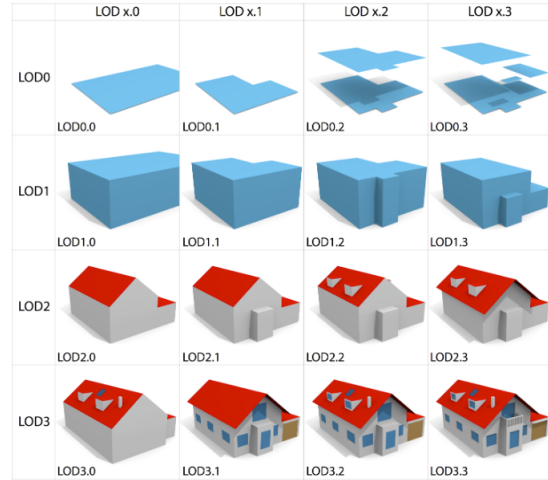 LOD x.0 LOD x.1 LOD x.2 LOD x.3
LOD0
LOD0.0 LOD0.1 LOD0.2 LOD0.3
LOD1
LOD1.0 LOD1.1 LOD1.2 LOD1.3
LOD2
LOD2.0 LOD2.1 LOD2.2 LOD2.3
LOD3
LOD3.0 LOD3.1 LOD3.2 LOD3.3